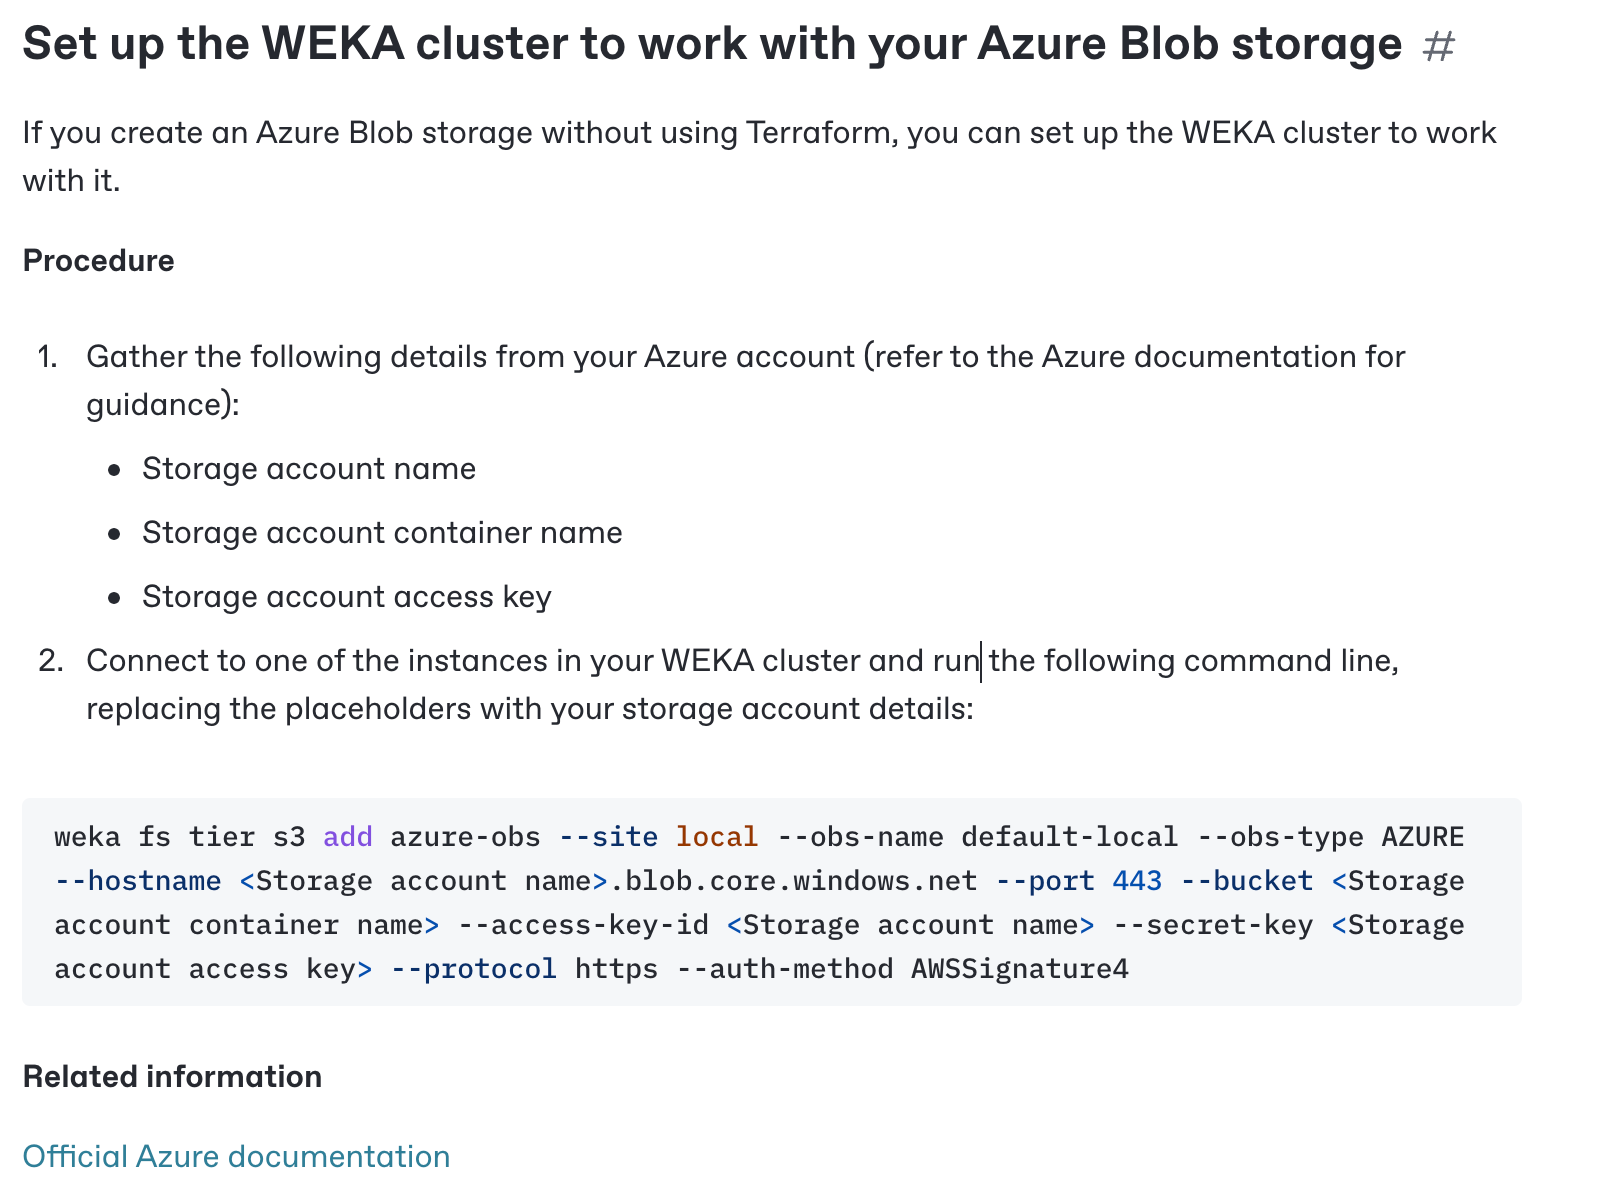 Set up the WEKA cluster to work with your Azure Blob storage #
If you create an Azure Blob storage without using Terraform, you can set up the WEKA cluster to work
with it.
Procedure
1. Gather the following details from your Azure account (refer to the Azure documentation for
guidance):
• Storage account name
• Storage account container name
• Storage account access key
2. Connect to one of the instances in your WEKA cluster and run the following command line,
replacing the placeholders with your storage account details:
weka fs tier s3 add azure-obs --site local --obs-name default-local --obs-type AZURE
--hostname <Storage account name>.blob.core.windows.net --port 443 --bucket <Storage
account container name> --access-key-id <Storage account name> --secret-key <Storage
account access key> --protocol https --auth-method AWSSignature4
Related information
Official Azure documentation